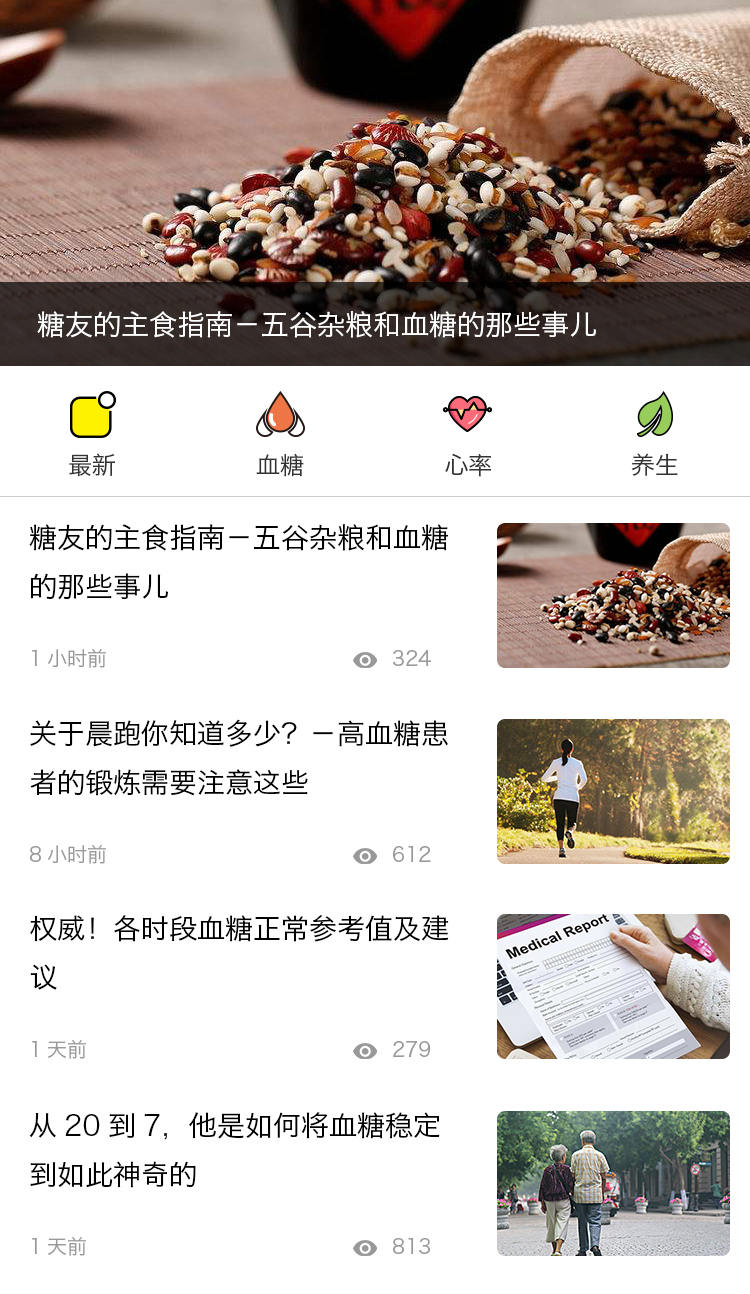 糖友的主食指南－五谷杂粮和血糖的那些事儿
最新
血糖
心率
养生
糖友的主食指南－五谷杂粮和血糖
的那些事儿
1 小时前
324
关于晨跑你知道多少？－高血糖患
者的锻炼需要注意这些
8 小时前
612
权威！各时段血糖正常参考值及建
议
1 天前
279
Medical Report
从 20 到 7，他是如何将血糖稳定
到如此神奇的
1 天前
813